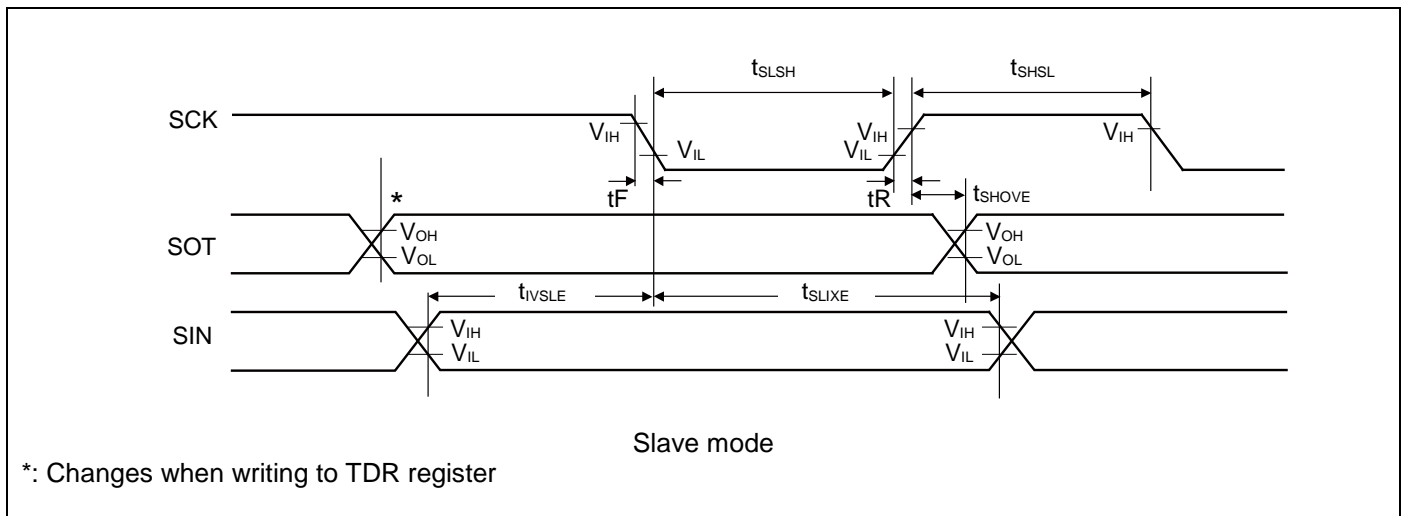 tSLSH tSHSL
SCK VIH VIL VIH VIL VIH
tF tR tSHOVE
*
SOT VOH VOL VOH VOL
tIVSLE tSLIXE
SIN VIH VIL VIH VIL
Slave mode
*: Changes when writing to TDR register